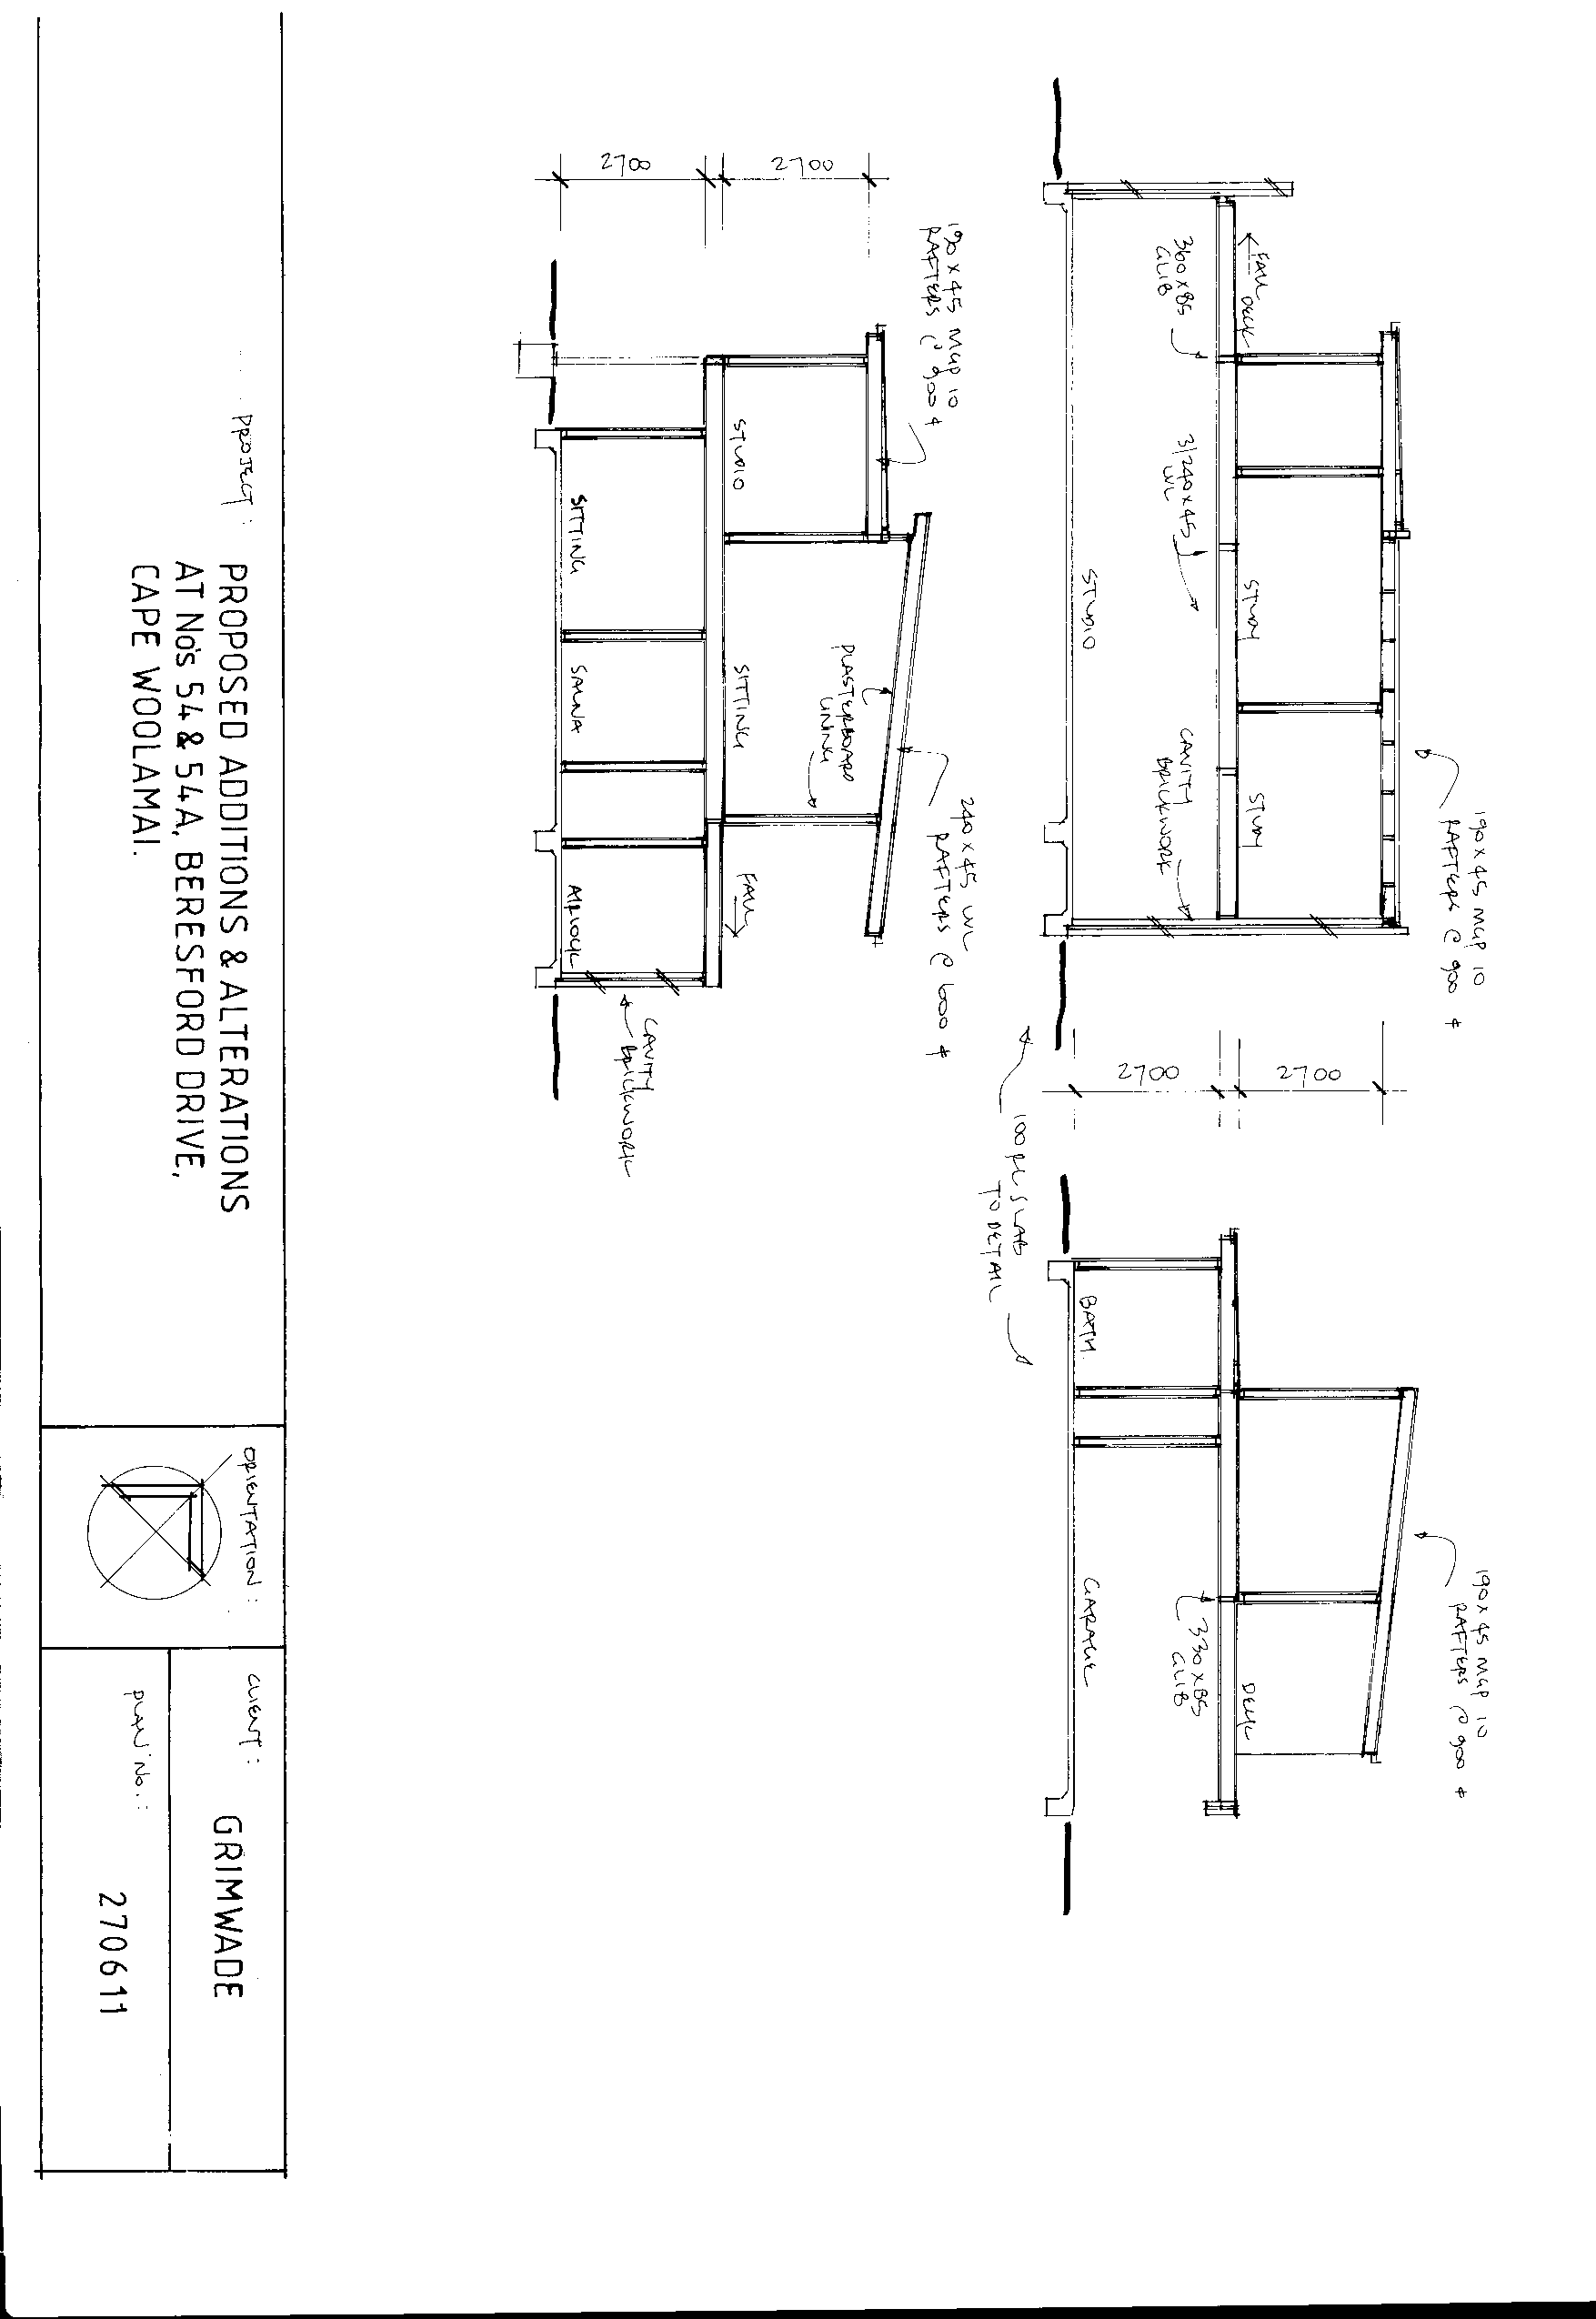 190 x 45 MGP 10
RAFTERS @ 900 ¢
FALL
DECK
360 x 85
GL18
3/240 x 45
LVL
STUDY
STUDY
CAVITY
BRICKWORK
STUDIO
2700
2700
100 R.C. SLAB
TO DETAIL
190 x 45 MGP 10
RAFTERS @ 900 ¢
DECK
330 x 85
GL18
BATH.
GARAGE
2700
2700
190 x 45 MGP 10
RAFTERS @ 900 ¢
240 x 45 LVL
RAFTERS @ 600 ¢
PLASTERBOARD
LINING
STUDIO
SITTING
FALL
SITTING
SAUNA
AIRLOCK
CAVITY
BRICKWORK
PROJECT :
PROPOSED ADDITIONS & ALTERATIONS
AT No's 54 & 54A, BERESFORD DRIVE,
CAPE WOOLAMAI.
ORIENTATION :
CLIENT :
GRIMWADE
PLAN No. :
270611